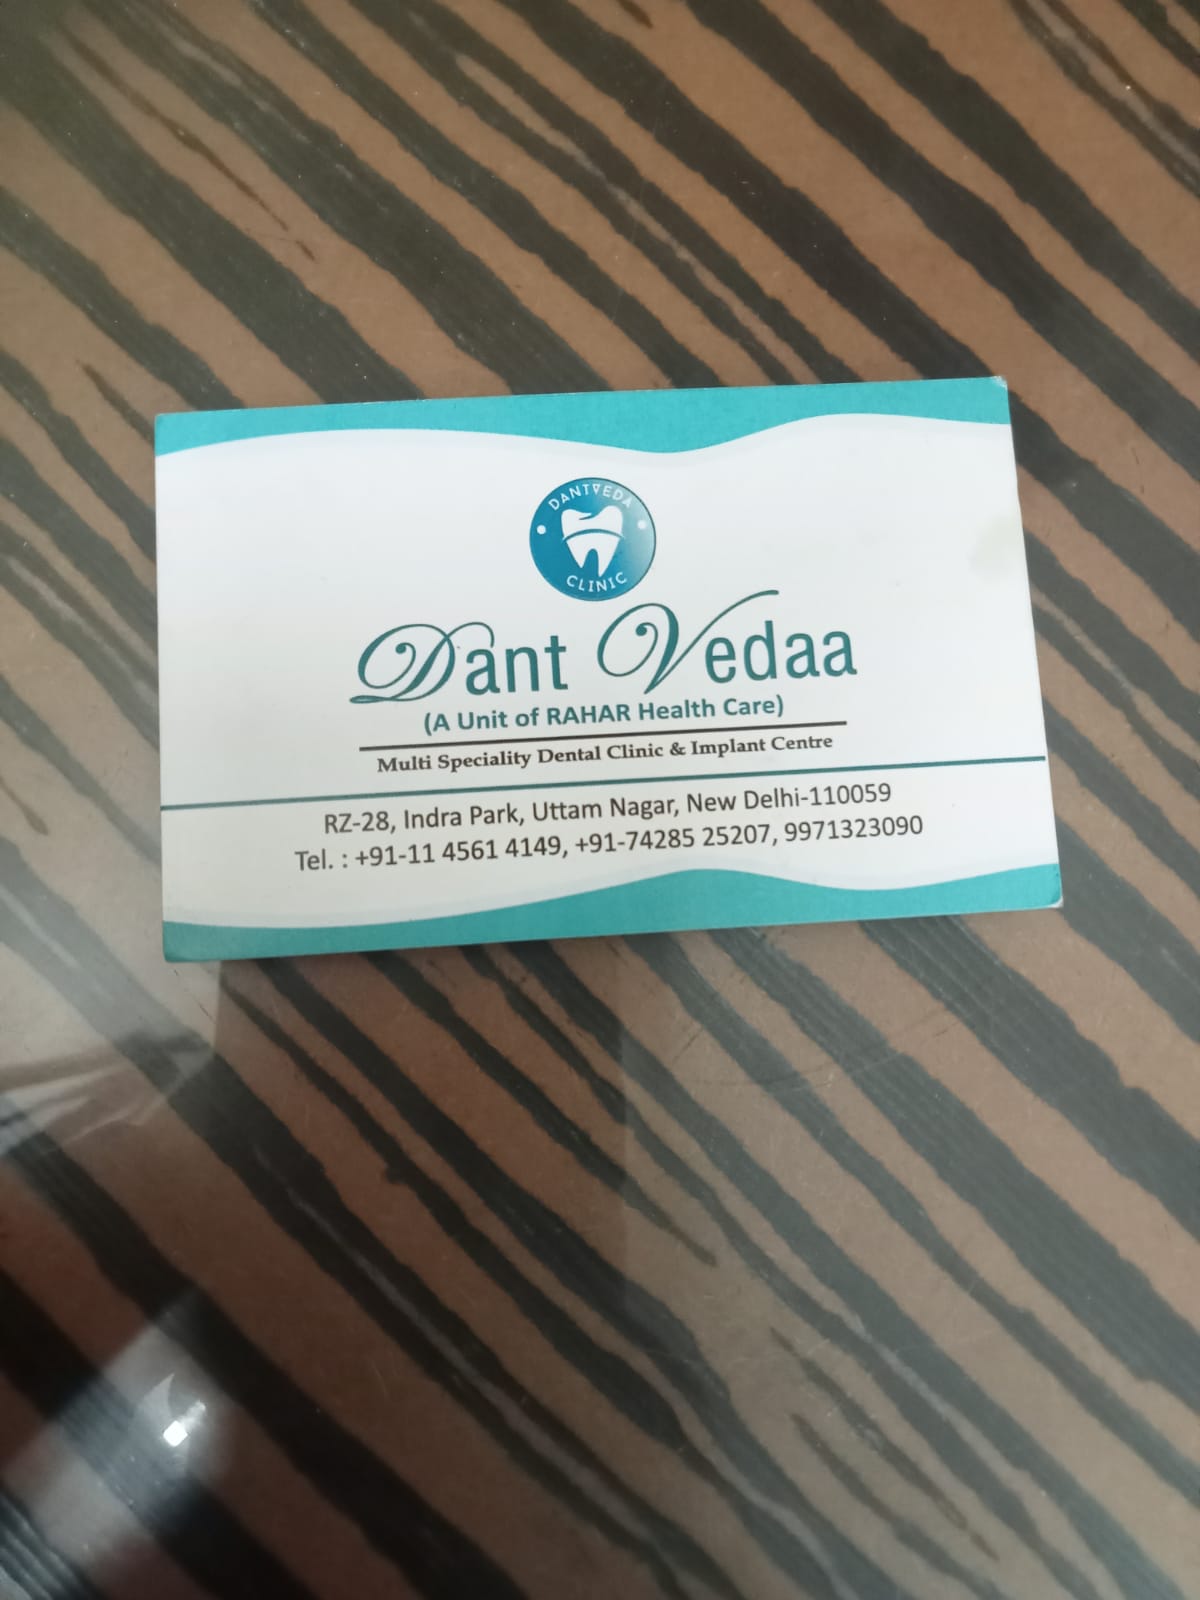 DANTVEDA
CLINIC
Dant Vedaa
(A Unit of RAHAR Health Care)
Multi Speciality Dental Clinic & Implant Centre
RZ-28, Indra Park, Uttam Nagar, New Delhi-110059
Tel. : +91-11 4561 4149, +91-74285 25207, 9971323090